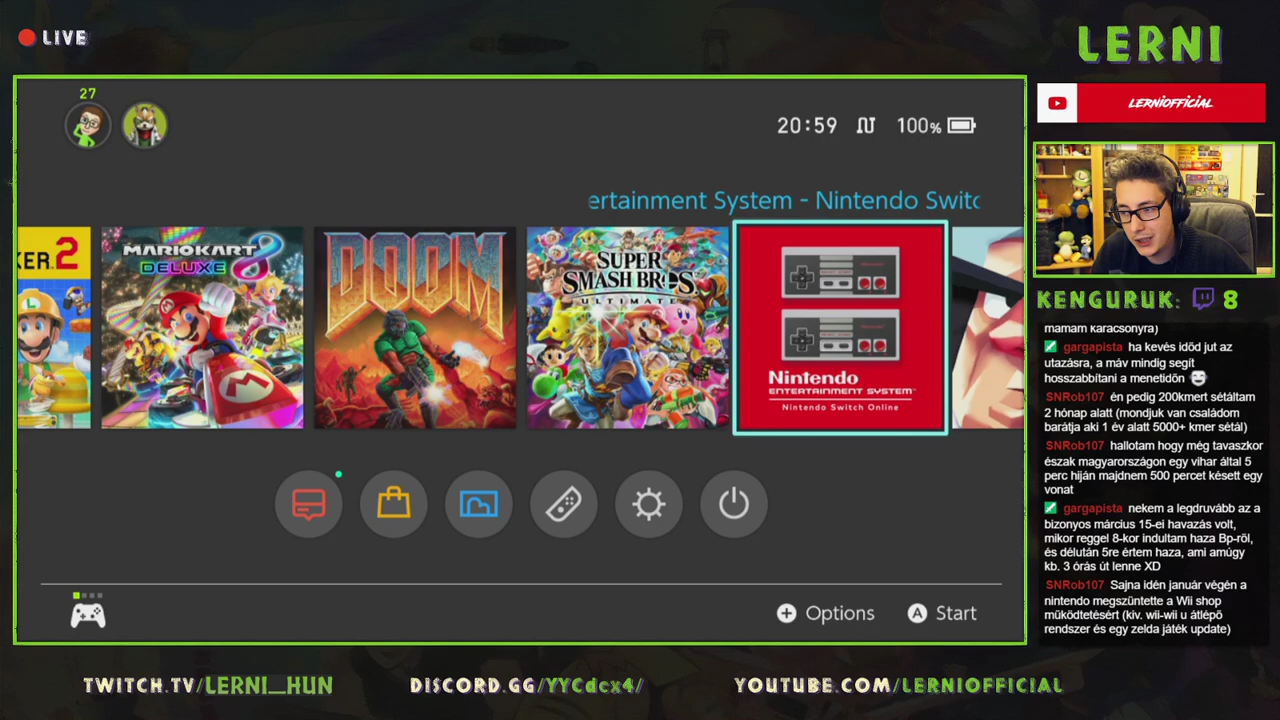 LIVE
LERNI
LERNIOFFICIAL
27
20:59
100%
ertainment System - Nintendo Switc
KER 2
MARIOKART 8
DELUXE
DOOM
SUPER
SMASH BROS.
ULTIMATE
Nintendo
ENTERTAINMENT SYSTEM™
Nintendo Switch Online
KENGURUK: 8
mamam karácsonyra)
gargapista ha kevés időd jut az
utazásra, a máv mindig segít
hosszabbítani a menetidőn
SNRob107 én pedig 200kmert sétáltam
2 hónap alatt (mondjuk van családom
barátja aki 1 év alatt 5000+ kmer sétál)
SNRob107 hallotam hogy még tavaszkor
észak magyarországon egy vihar által 5
perc hiján majdnem 500 percet késett egy
vonat
gargapista nekem a legdruvább az a
bizonyos március 15-ei havazás volt,
mikor reggel 8-kor indultam haza Bp-ről,
és délután 5re értem haza, ami amúgy
kb. 3 órás út lenne XD
SNRob107 Sajna idén január végén a
nintendo megszüntette a Wii shop
működtetésért (kiv. wii-wii u átlépő
rendszer és egy zelda játék update)
Options
Start
TWITCH.TV/LERNI_HUN
DISCORD.GG/YYCdcx4/
YOUTUBE.COM/LERNIOFFICIAL